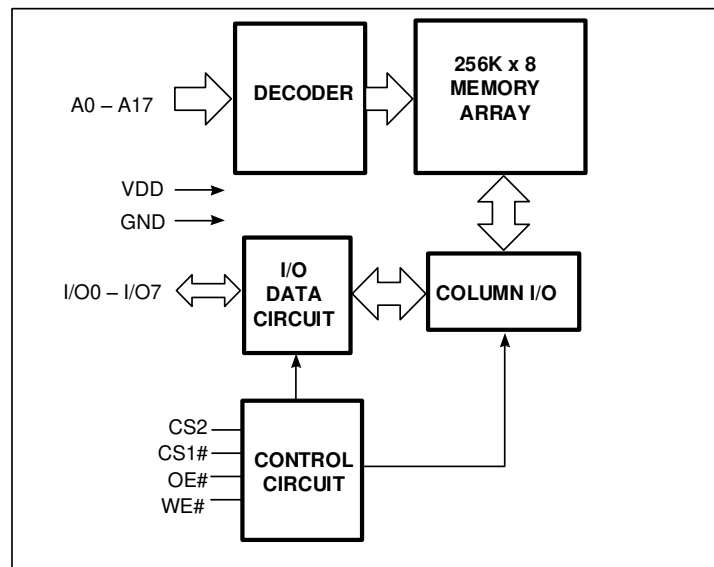 A0 – A17
DECODER
256K x 8
MEMORY
ARRAY
VDD
GND
I/O0 – I/O7
I/O
DATA
CIRCUIT
COLUMN I/O
CS2
CS1#
OE#
WE#
CONTROL
CIRCUIT